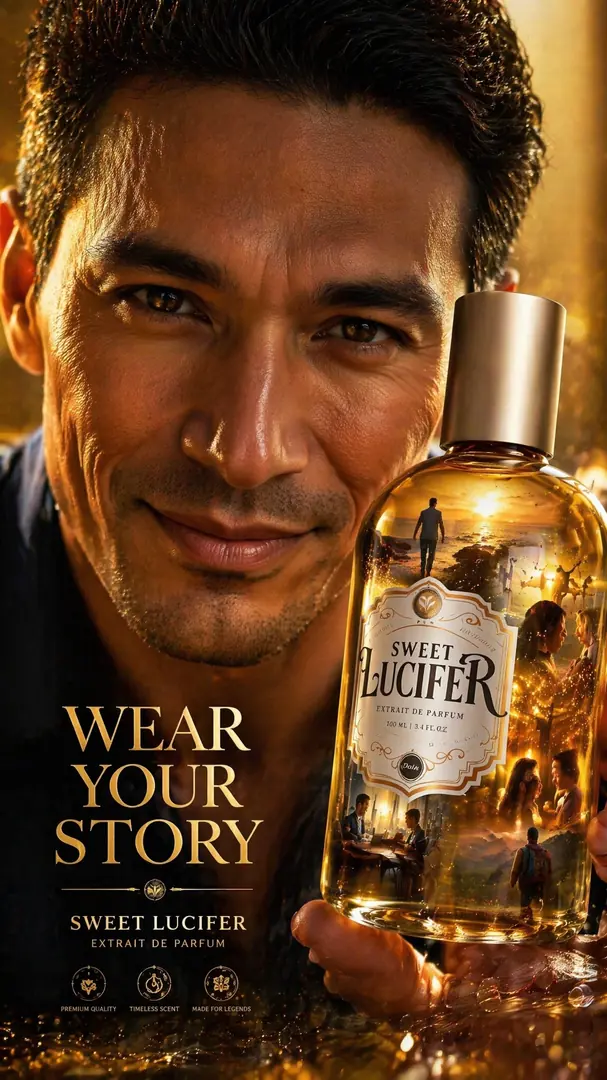 SWEET
LUCIFER
EXTRAIT DE PARFUM
100 ML | 3.4 FL.OZ
WEAR
YOUR
STORY
SWEET LUCIFER
EXTRAIT DE PARFUM
PREMIUM QUALITY
TIMELESS SCENT
MADE FOR LEGENDS